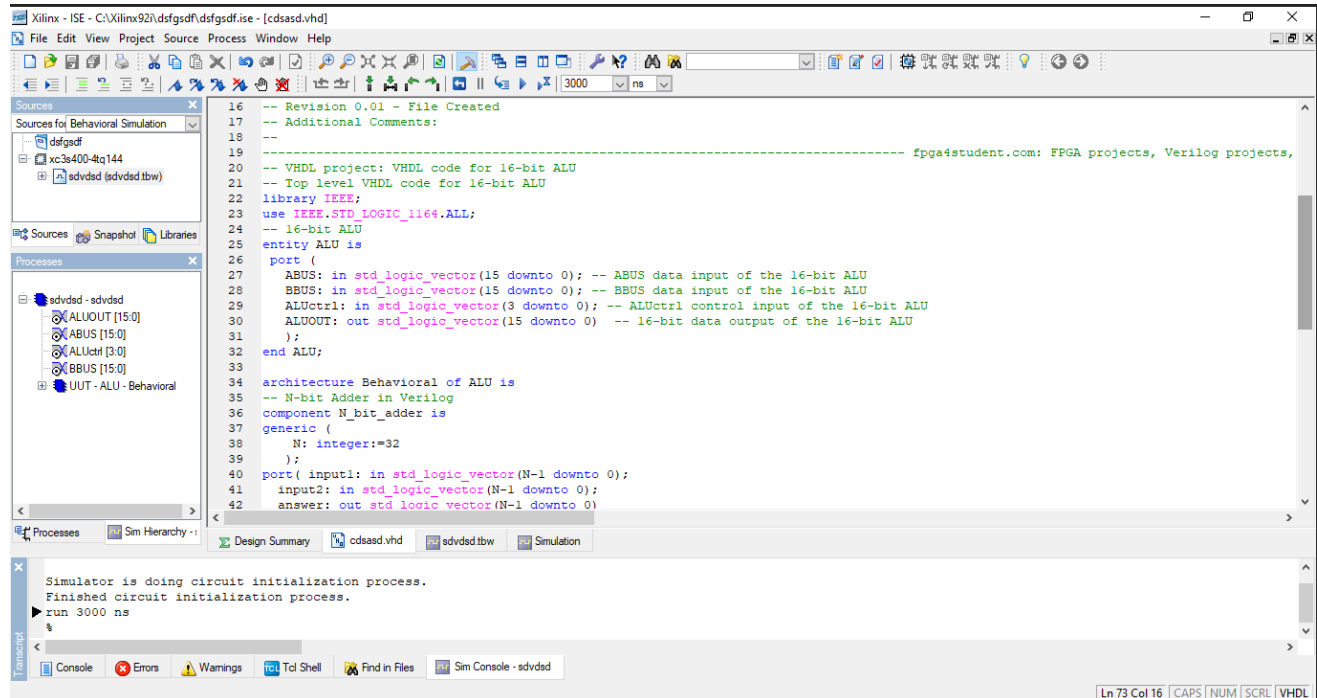 Xilinx - ISE - C:\Xilinx92i\dsfgsdf\dsfgsdf.ise - [cdsasd.vhd]
File Edit View Project Source Process Window Help
3000 ns
Sources
Sources for: Behavioral Simulation
dsfgsdf
xc3s400-4tq144
sdvdsd (sdvdsd.tbw)
Sources Snapshot Libraries
Processes
sdvdsd - sdvdsd
ALUOUT [15:0]
ABUS [15:0]
ALUctrl [3:0]
BBUS [15:0]
UUT - ALU - Behavioral
Processes Sim Hierarchy -
16 -- Revision 0.01 - File Created
17 -- Additional Comments:
18 --
19 ---------------------------------------------------------------------------------- fpga4student.com: FPGA projects, Verilog projects,
20 -- VHDL project: VHDL code for 16-bit ALU
21 -- Top level VHDL code for 16-bit ALU
22 library IEEE;
23 use IEEE.STD_LOGIC_1164.ALL;
24 -- 16-bit ALU
25 entity ALU is
26 port (
27 ABUS: in std_logic_vector(15 downto 0); -- ABUS data input of the 16-bit ALU
28 BBUS: in std_logic_vector(15 downto 0); -- BBUS data input of the 16-bit ALU
29 ALUctrl: in std_logic_vector(3 downto 0); -- ALUctrl control input of the 16-bit ALU
30 ALUOUT: out std_logic_vector(15 downto 0) -- 16-bit data output of the 16-bit ALU
31 );
32 end ALU;
33
34 architecture Behavioral of ALU is
35 -- N-bit Adder in Verilog
36 component N_bit_adder is
37 generic (
38 N: integer:=32
39 );
40 port( input1: in std_logic_vector(N-1 downto 0);
41 input2: in std_logic_vector(N-1 downto 0);
42 answer: out std_logic_vector(N-1 downto 0)
Design Summary cdsasd.vhd sdvdsd.tbw Simulation
Simulator is doing circuit initialization process.
Finished circuit initialization process.
run 3000 ns
%
Transcript
Console Errors Warnings Tcl Shell Find in Files Sim Console - sdvdsd
Ln 73 Col 16 CAPS NUM SCRL VHDL